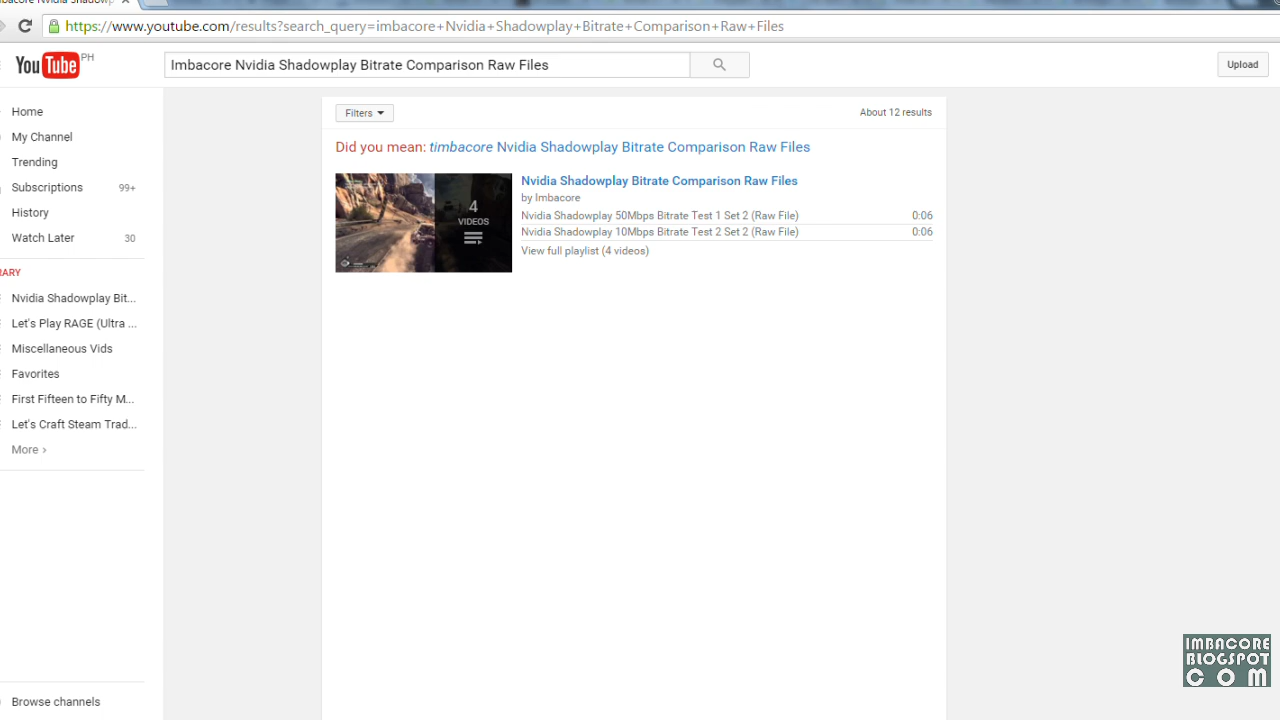 https://www.youtube.com/results?search_query=imbacore+Nvidia+Shadowplay+Bitrate+Comparison+Raw+Files
YouTube PH
Imbacore Nvidia Shadowplay Bitrate Comparison Raw Files
Upload
Home
My Channel
Trending
Subscriptions 99+
History
Watch Later 30
Nvidia Shadowplay Bit...
Let's Play RAGE (Ultra ...
Miscellaneous Vids
Favorites
First Fifteen to Fifty M...
Let's Craft Steam Trad...
More ›
Browse channels
Filters
About 12 results
Did you mean: timbacore Nvidia Shadowplay Bitrate Comparison Raw Files
4
VIDEOS
Nvidia Shadowplay Bitrate Comparison Raw Files
by Imbacore
Nvidia Shadowplay 50Mbps Bitrate Test 1 Set 2 (Raw File) 0:06
Nvidia Shadowplay 10Mbps Bitrate Test 2 Set 2 (Raw File) 0:06
View full playlist (4 videos)
IMBACORE
BLOGSPOT
COM